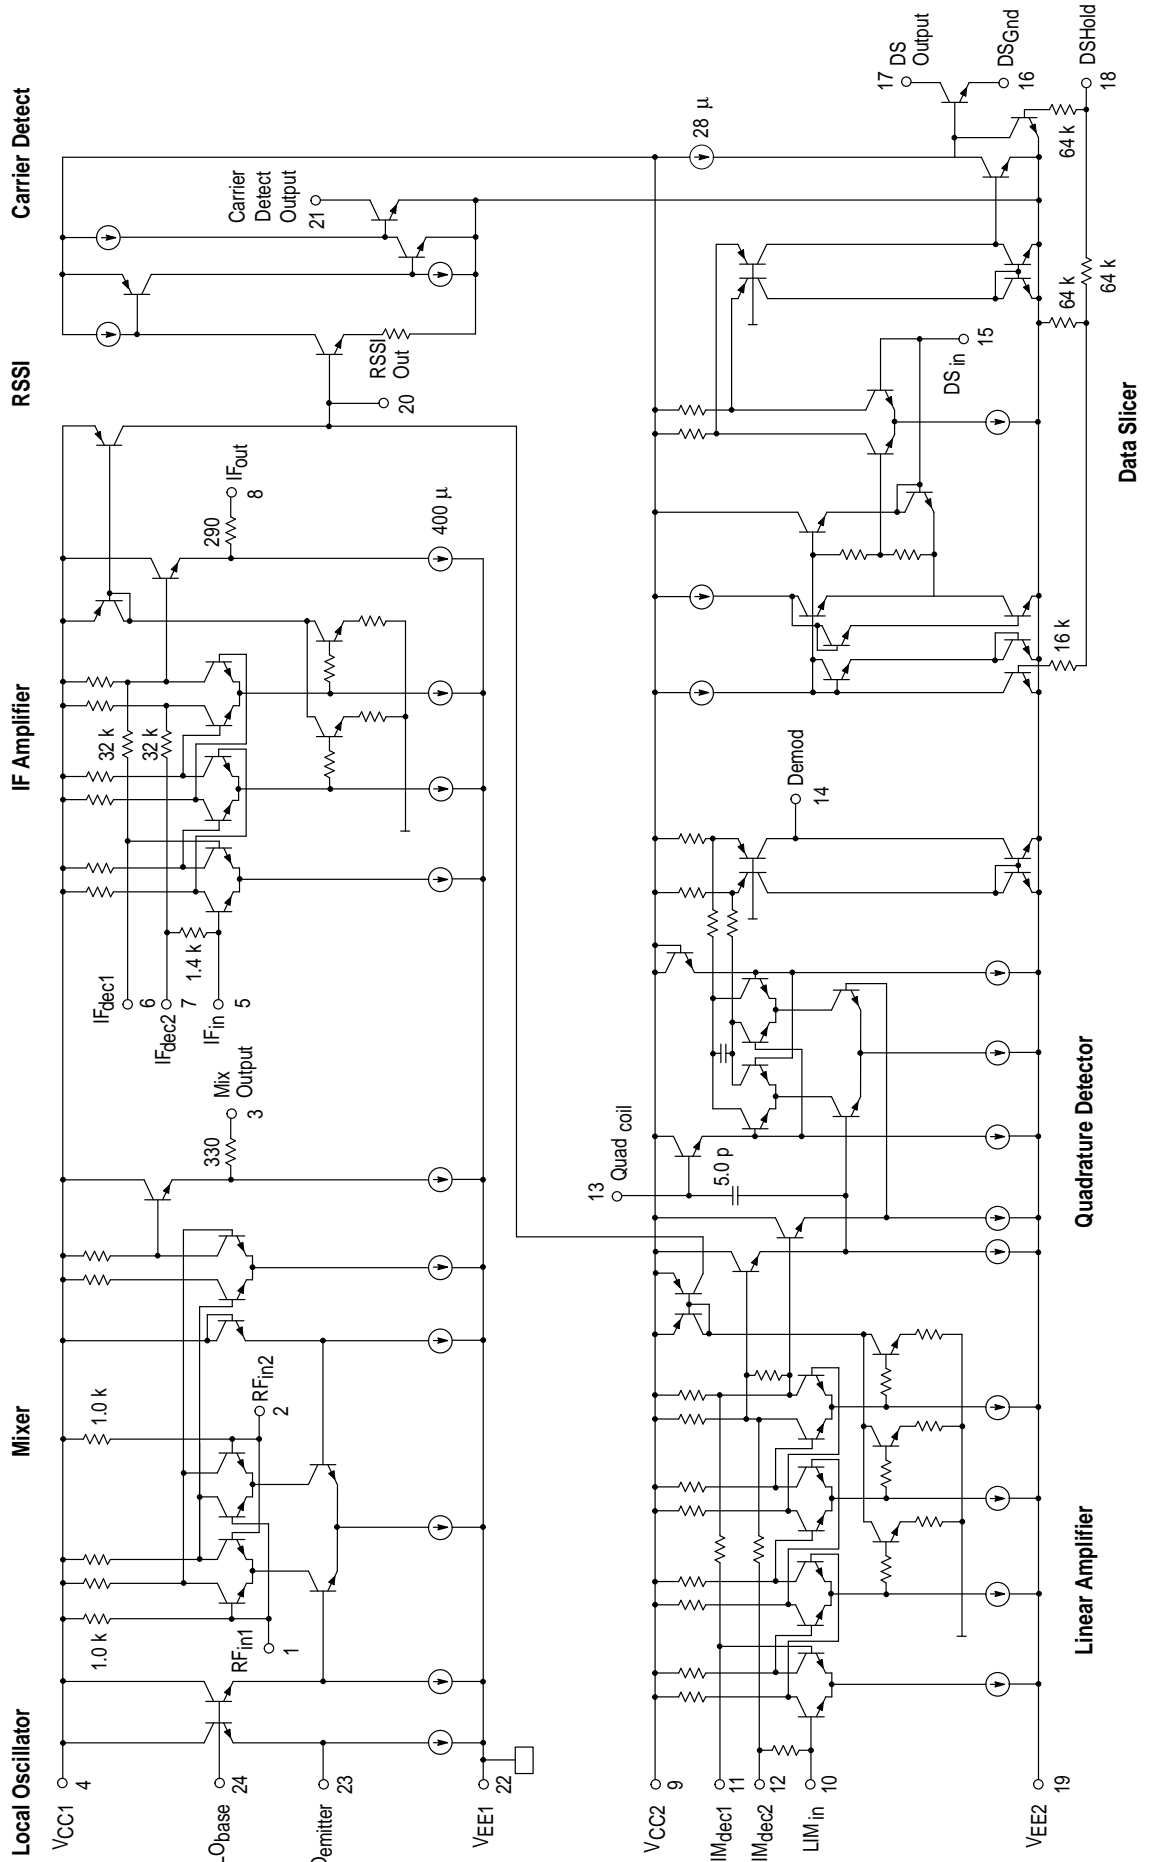 Local Oscillator
Mixer
IF Amplifier
RSSI
Carrier Detect
VCC1
4
1.0 k
1.0 k
32 k
32 k
IFdec1
6
IFdec2
7
1.4 k
IFin
5
LObase
24
RFin1
1
RFin2
2
330
Mix
Output
3
290
IFout
8
Carrier
Detect
Output
21
Oemitter
23
RSSI
Out
20
400 µ
VEE1
22
VCC2
9
13
Quad coil
5.0 p
28 µ
IMdec1
11
IMdec2
12
LIM in
10
Demod
14
17
DS
Output
DSGnd
16
DS in
15
VEE2
19
16 k
64 k
64 k
64 k
DSHold
18
Linear Amplifier
Quadrature Detector
Data Slicer